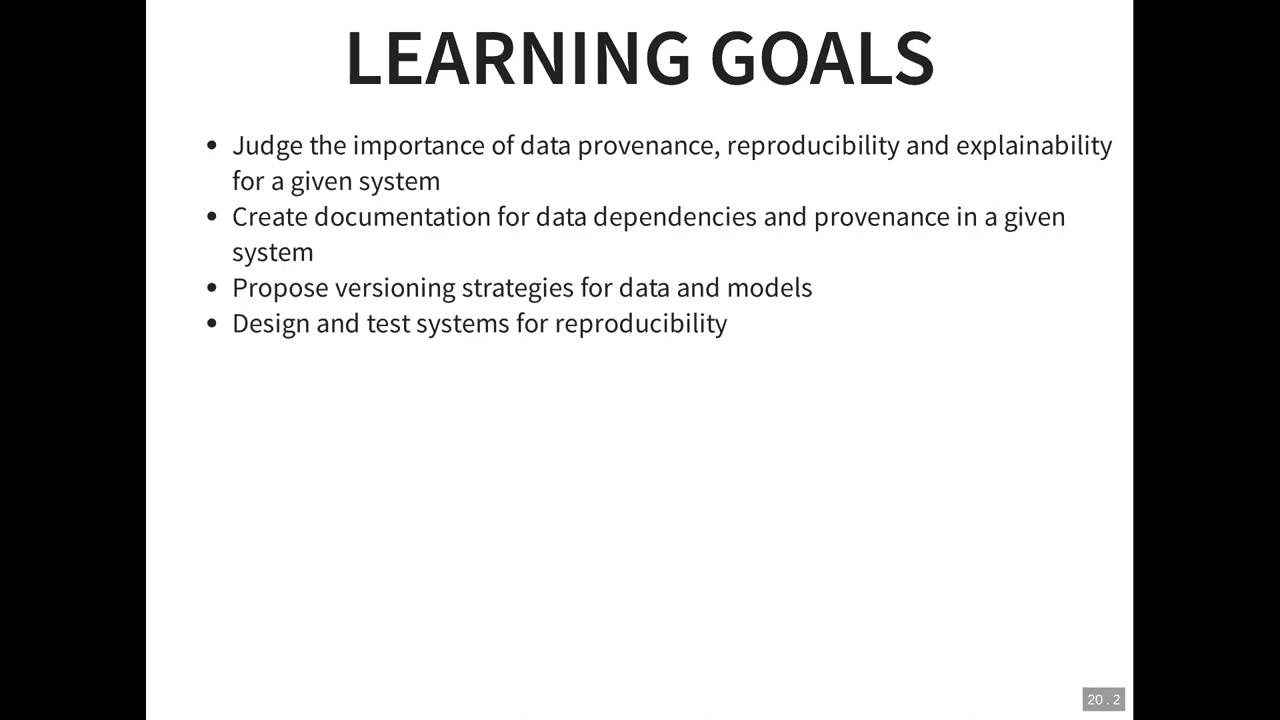 LEARNING GOALS
• Judge the importance of data provenance, reproducibility and explainability
for a given system
• Create documentation for data dependencies and provenance in a given
system
• Propose versioning strategies for data and models
• Design and test systems for reproducibility
20 . 2